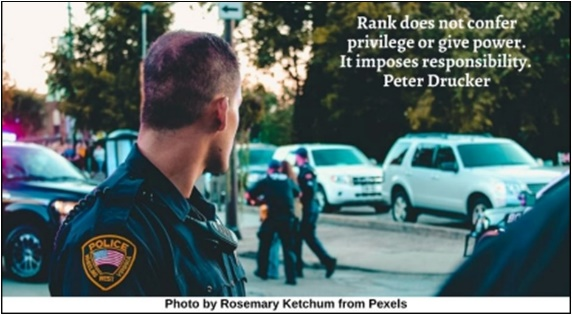 Rank does not confer
privilege or give power.
It imposes responsibility.
Peter Drucker
POLICE
Photo by Rosemary Ketchum from Pexels